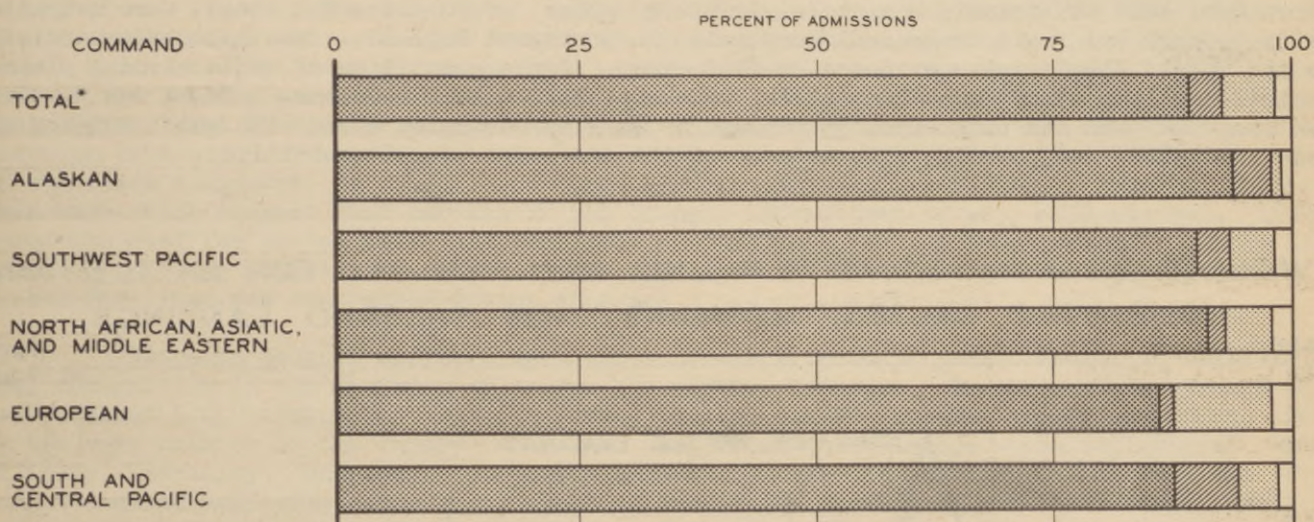 PERCENT OF ADMISSIONS
COMMAND 0 25 50 75 100
TOTAL*
ALASKAN
SOUTHWEST PACIFIC
NORTH AFRICAN, ASIATIC,
AND MIDDLE EASTERN
EUROPEAN
SOUTH AND
CENTRAL PACIFIC